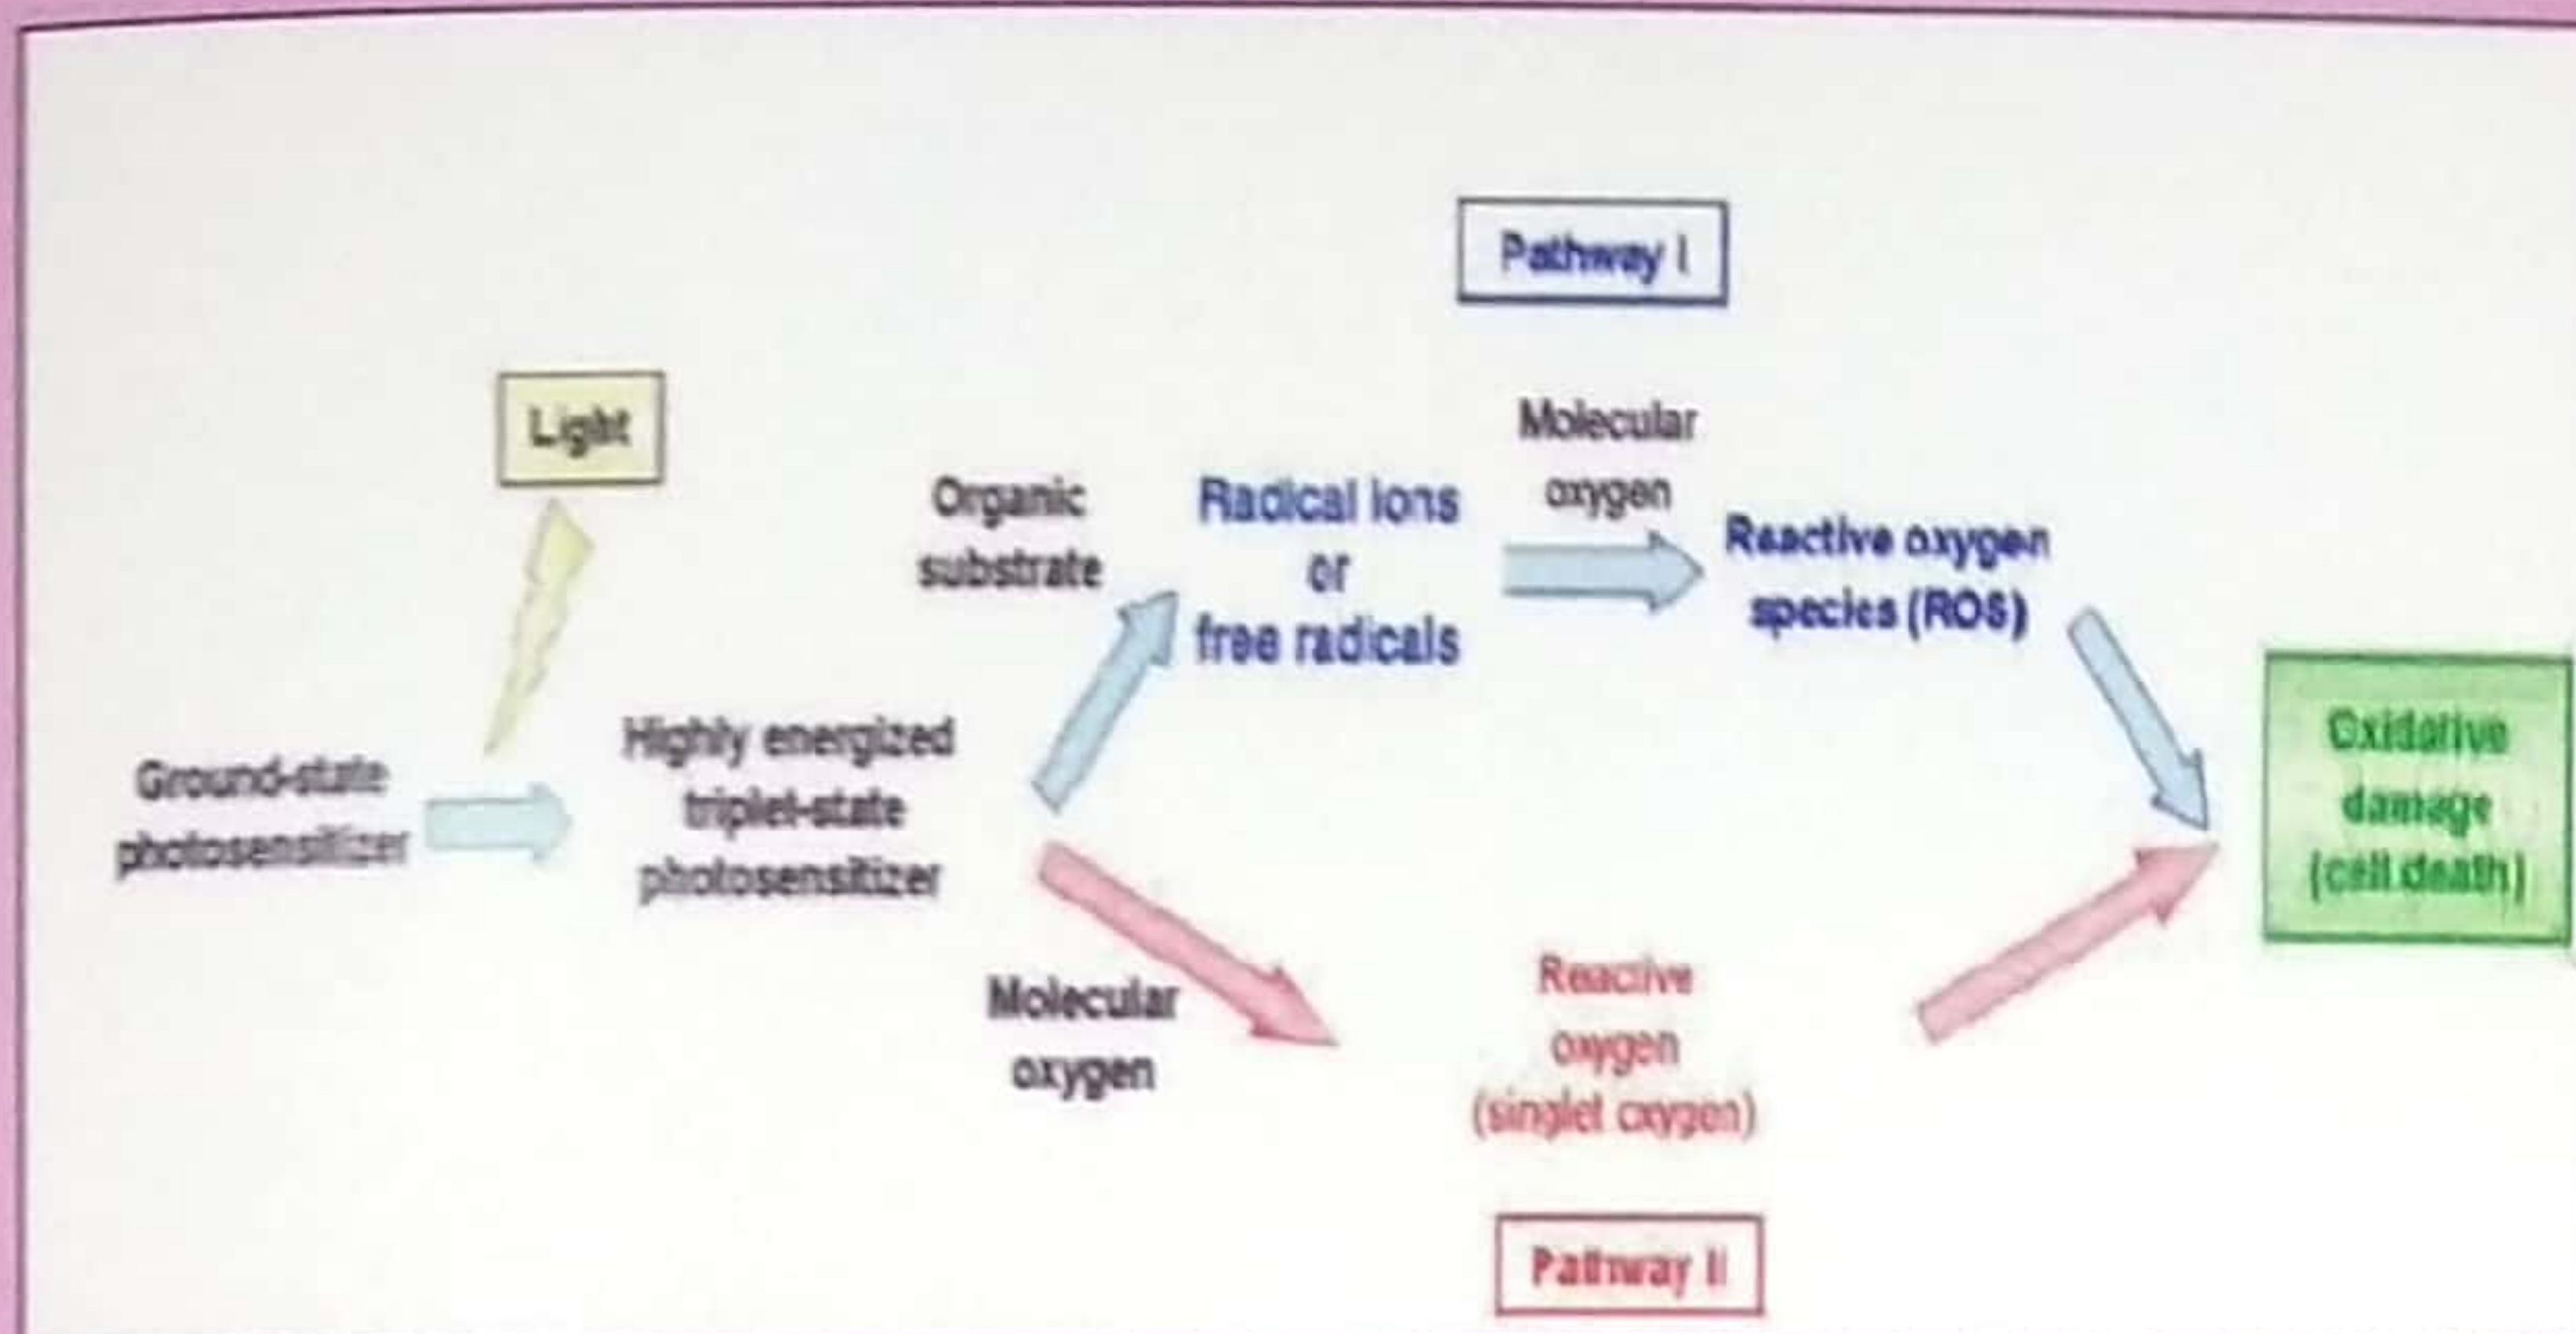 Pathway I
Light
Molecular
oxygen
Organic
substrate
Radical ions
or
free radicals
Reactive oxygen
species (ROS)
Ground-state
photosensitizer
Highly energized
triplet-state
photosensitizer
Oxidative
damage
(cell death)
Molecular
oxygen
Reactive
oxygen
(singlet oxygen)
Pathway II